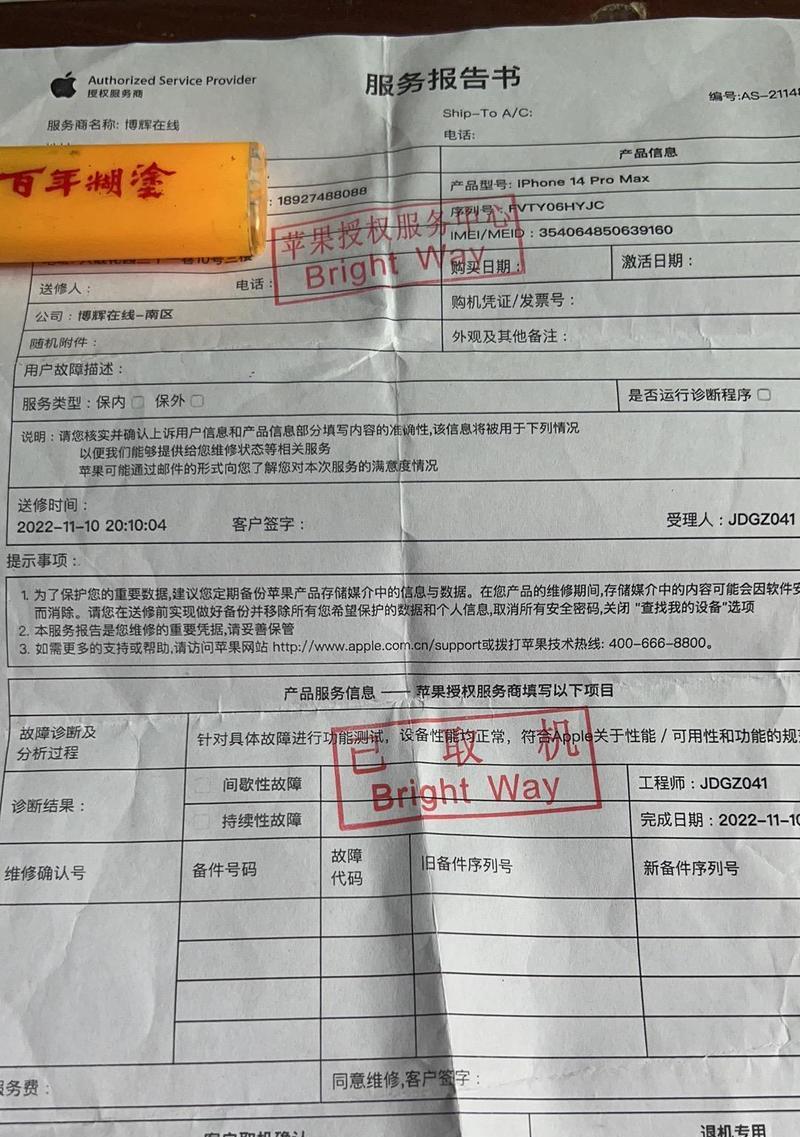 Authorized Service Provider
授权服务商
服务报告书
编号:AS-21148
服务商名称: 博辉在线
Ship-To A/C:
电话:
百年糊塗
产品信息
: 18927488088
产品型号: IPhone 14 Pro Max
序列号: FVTY06HYJC
苹果授权服务中心
Bright Way
IMEI/MEID : 354064850639160
购买日期 :
激活日期 :
送修人 :
电话 :
购机凭证/发票号 :
公司 : 博辉在线-南区
随机附件 :
外观及其他备注 :
用户故障描述 :
服务类型 : 保内 保外
是否运行诊断程序
说明 : 请您核实并确认上诉用户信息和产品信息部分填写内容的准确性,该信息将被用于下列情况
以便我们能够提供给您维修状态等相关服务
苹果可能通过邮件的形式向您了解您对本次服务的满意度情况
送修时间 :
2022-11-10 20:10:04
客户签字 :
受理人 : JDGZ041
提示事项 :
1. 为了保护您的重要数据,建议您定期备份苹果产品存储媒介中的信息与数据。在您产品的维修期间,存储媒介中的内容可能会因软件安
而消除。请您在送修前实现做好备份并移除所有您希望保护的数据和个人信息,取消所有安全密码,关闭 “查找我的设备”选项
2. 本服务报告是您维修的重要凭据,请妥善保管
3. 如需更多的支持或帮助,请访问苹果网站 http://www.apple.com.cn/support或拨打苹果技术热线: 400-666-8800。
产品服务信息 —— 苹果授权服务商填写以下项目
故障诊断及
分析过程
针对具体故障进行功能测试，设备性能均正常，符合Apple关于性能 / 可用性和功能的规
已取机
Bright Way
诊断结果 :
间歇性故障
持续性故障
工程师 : JDGZ041
完成日期 : 2022-11-10
维修确认号
备件号码
故障
代码
旧备件序列号
新备件序列号
服务费 :
同意维修,客户签字 :
客户取机确认
退机专用